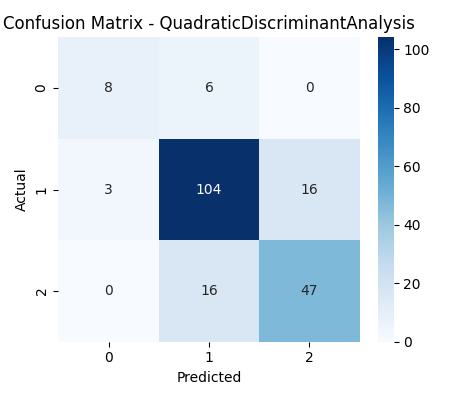 Confusion Matrix - QuadraticDiscriminantAnalysis
Actual
0 8 6 0
1 3 104 16
2 0 16 47
0 1 2
Predicted
100
80
60
40
20
0